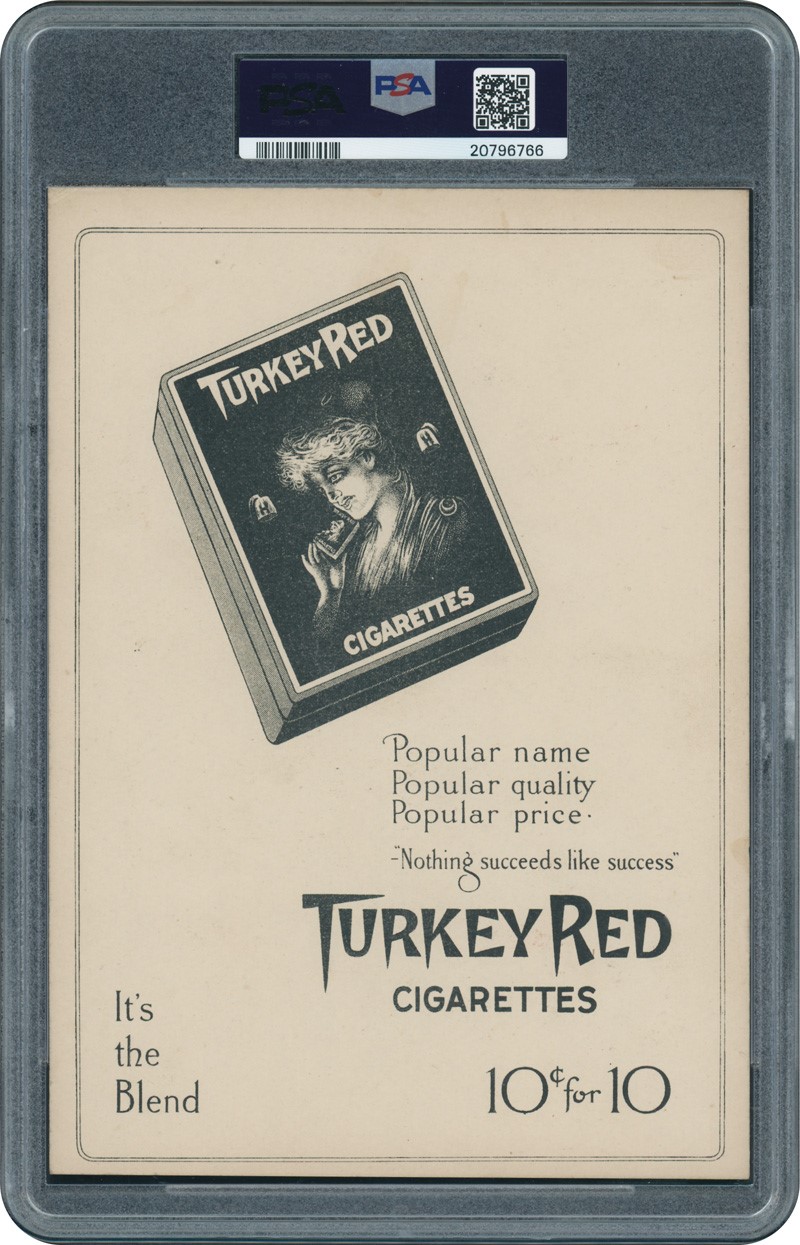 PSA
PSA
20796766
TURKEY RED
H
H
CIGARETTES
Popular name
Popular quality
Popular price.
-"Nothing succeeds like success"
TURKEY RED
CIGARETTES
It's
the
Blend
10¢ for 10